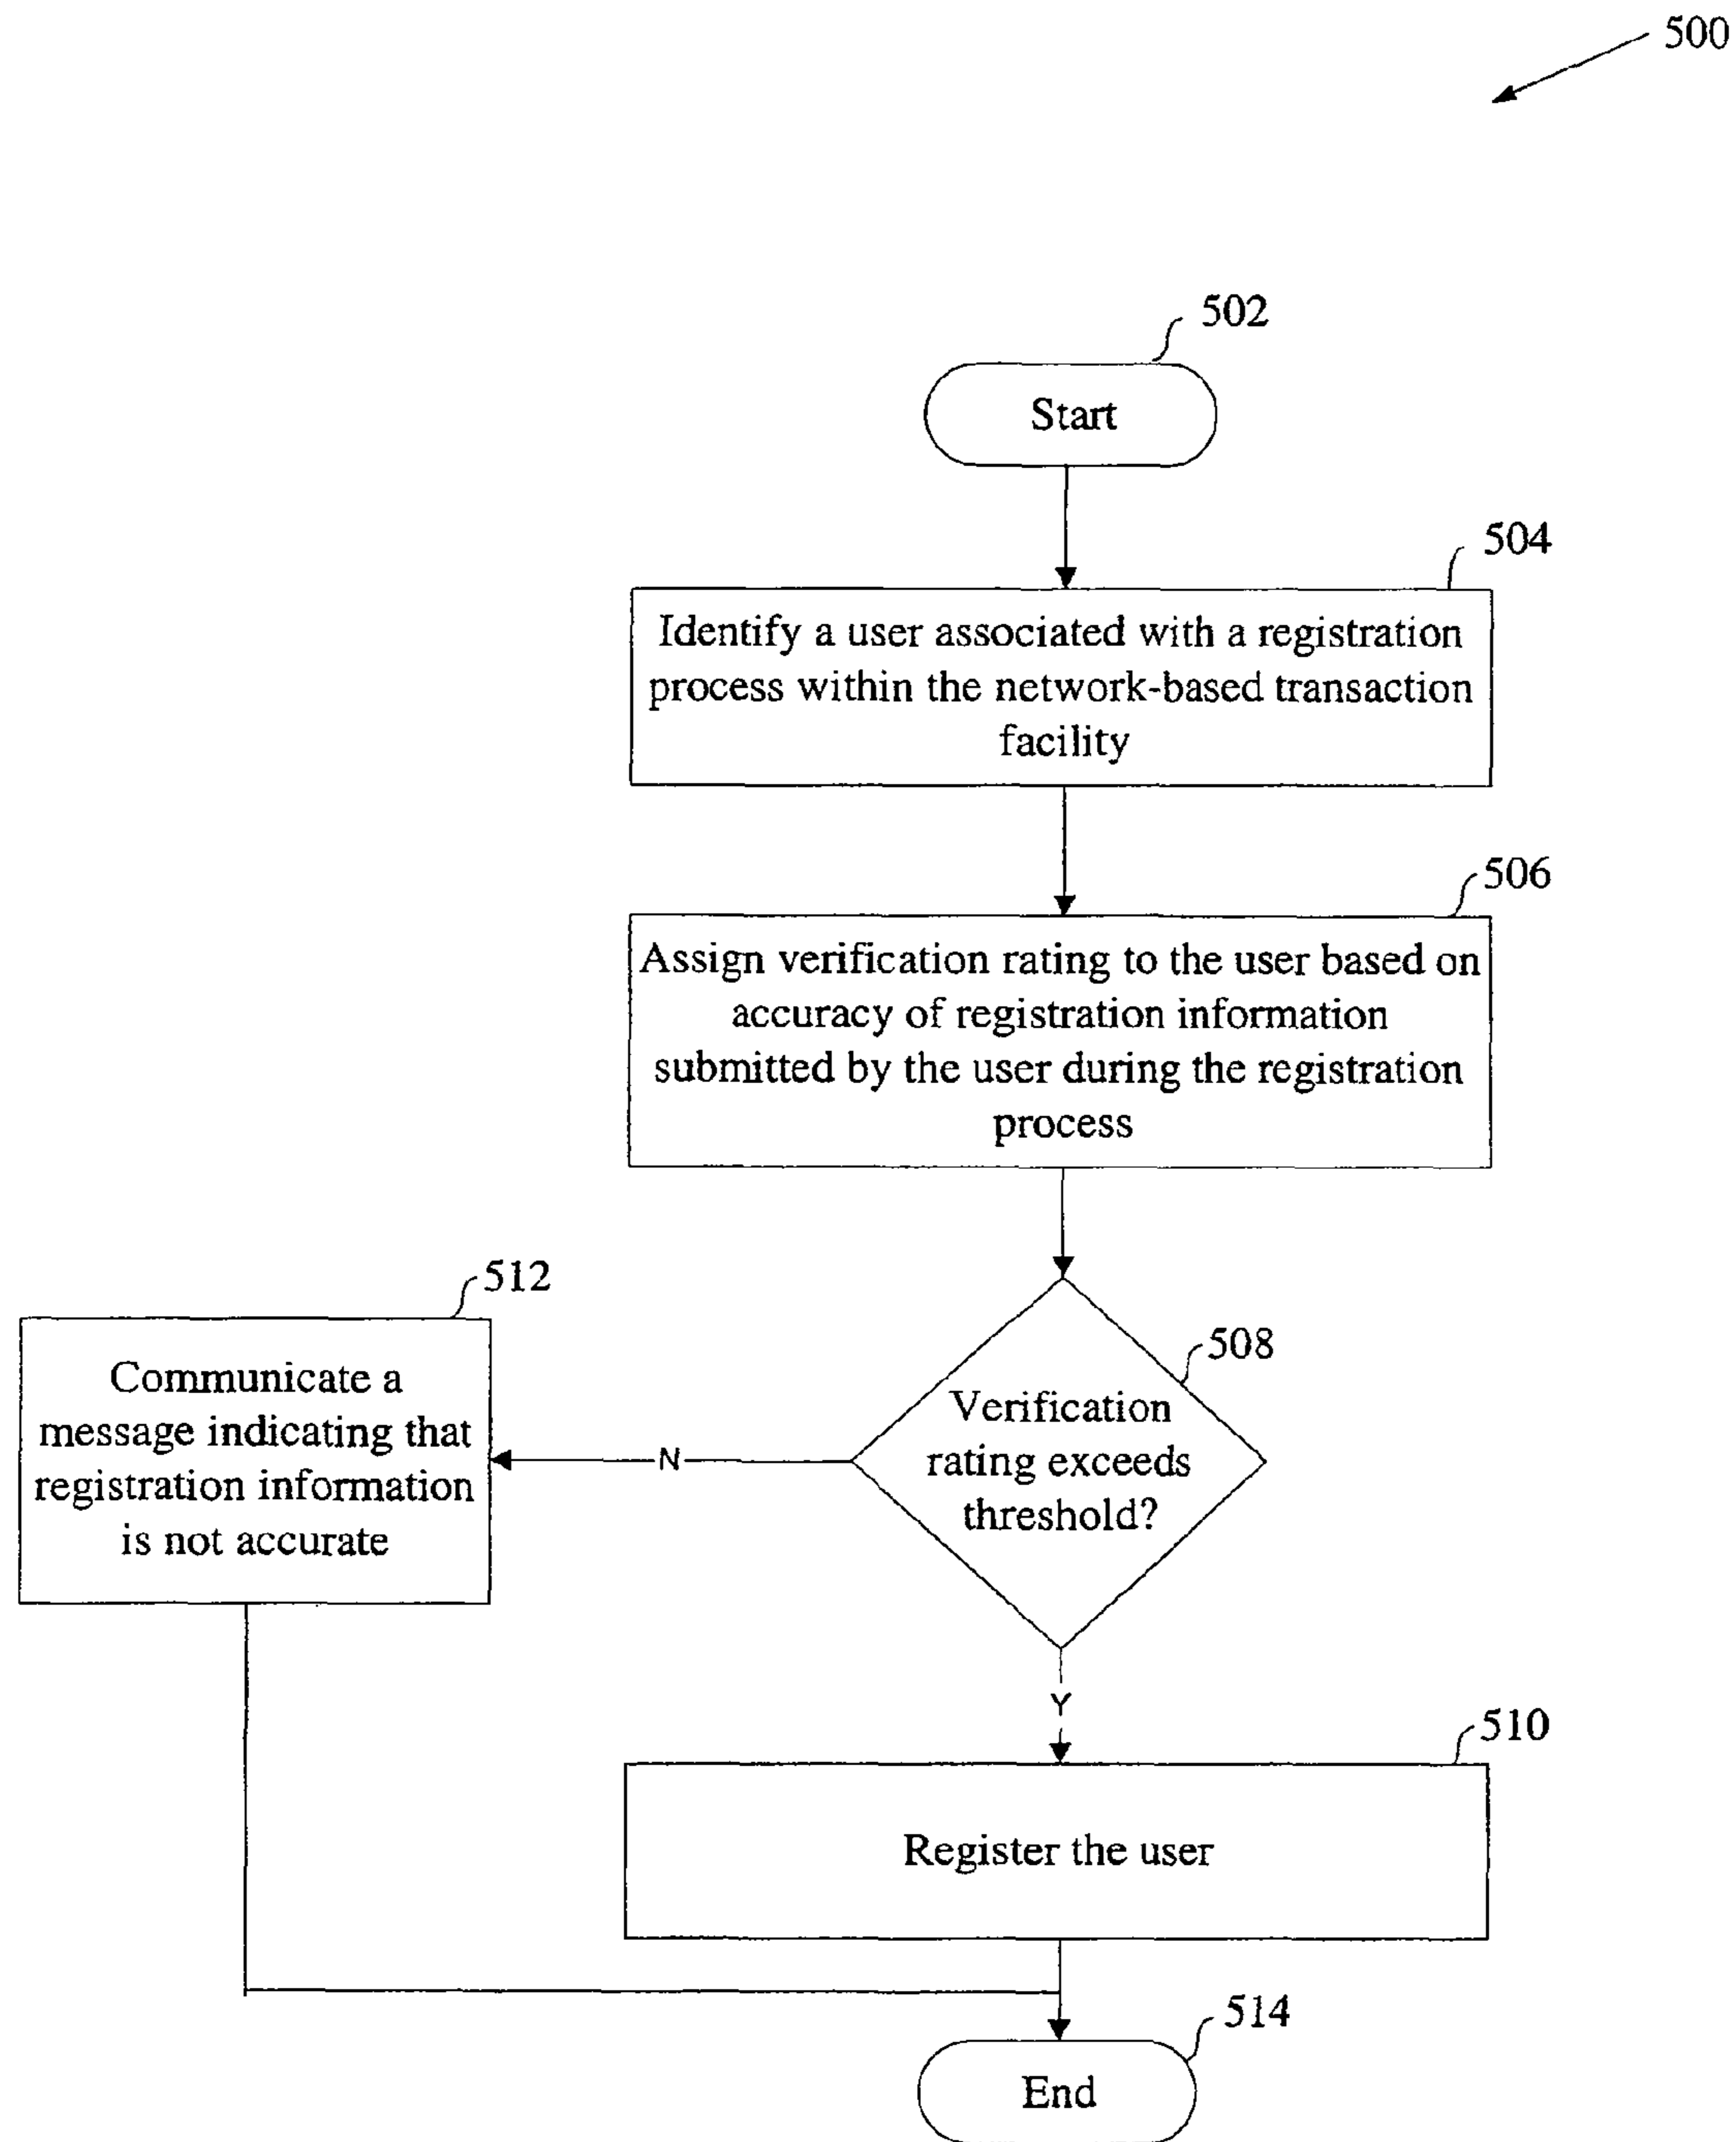 500
502
Start
504
Identify a user associated with a registration
process within the network-based transaction
facility
506
Assign verification rating to the user based on
accuracy of registration information
submitted by the user during the registration
process
508
Verification
rating exceeds
threshold?
512
Communicate a
message indicating that
registration information
is not accurate
N
Y
510
Register the user
514
End